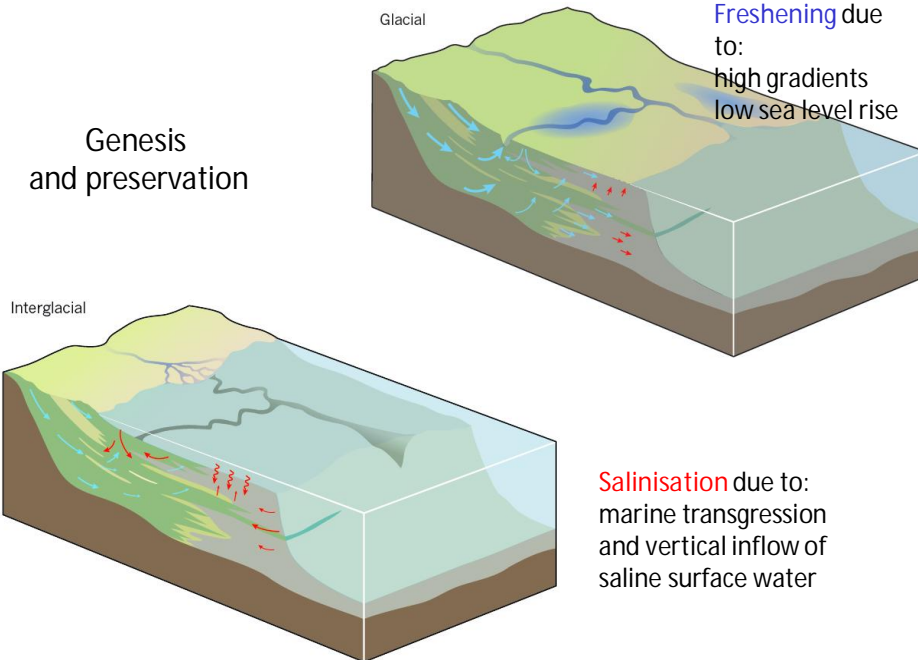 Glacial
Freshening due
to:
high gradients
low sea level rise
Genesis
and preservation
Interglacial
Salinisation due to:
marine transgression
and vertical inflow of
saline surface water